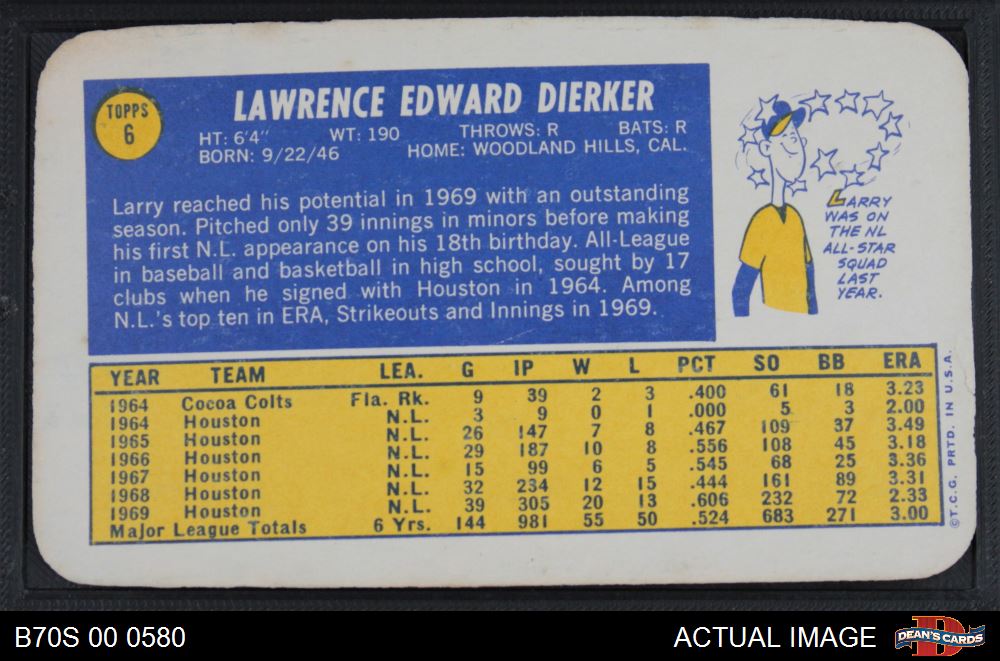 TOPPS
6
LAWRENCE EDWARD DIERKER
HT: 6'4" WT: 190 THROWS: R BATS: R
BORN: 9/22/46 HOME: WOODLAND HILLS, CAL.
Larry reached his potential in 1969 with an outstanding
season. Pitched only 39 innings in minors before making
his first N.L. appearance on his 18th birthday. All-League
in baseball and basketball in high school, sought by 17
clubs when he signed with Houston in 1964. Among
N.L.'s top ten in ERA, Strikeouts and Innings in 1969.
LARRY
WAS ON
THE NL
ALL-STAR
SQUAD
LAST
YEAR.
YEAR TEAM LEA. G IP W L PCT SO BB ERA
1964 Cocoa Colts Fla. Rk. 9 39 2 3 .400 61 18 3.23
1964 Houston N.L. 3 9 0 1 .000 5 3 2.00
1965 Houston N.L. 26 147 7 8 .467 109 37 3.49
1966 Houston N.L. 29 187 10 8 .556 108 45 3.18
1967 Houston N.L. 15 99 6 5 .545 68 25 3.36
1968 Houston N.L. 32 234 12 15 .444 161 89 3.31
1969 Houston N.L. 39 305 20 13 .606 232 72 2.33
Major League Totals 6 Yrs. 144 981 55 50 .524 683 271 3.00
©T.C.G. PRTD. IN U.S.A.
B70S 00 0580
ACTUAL IMAGE
D
DEAN'S CARDS